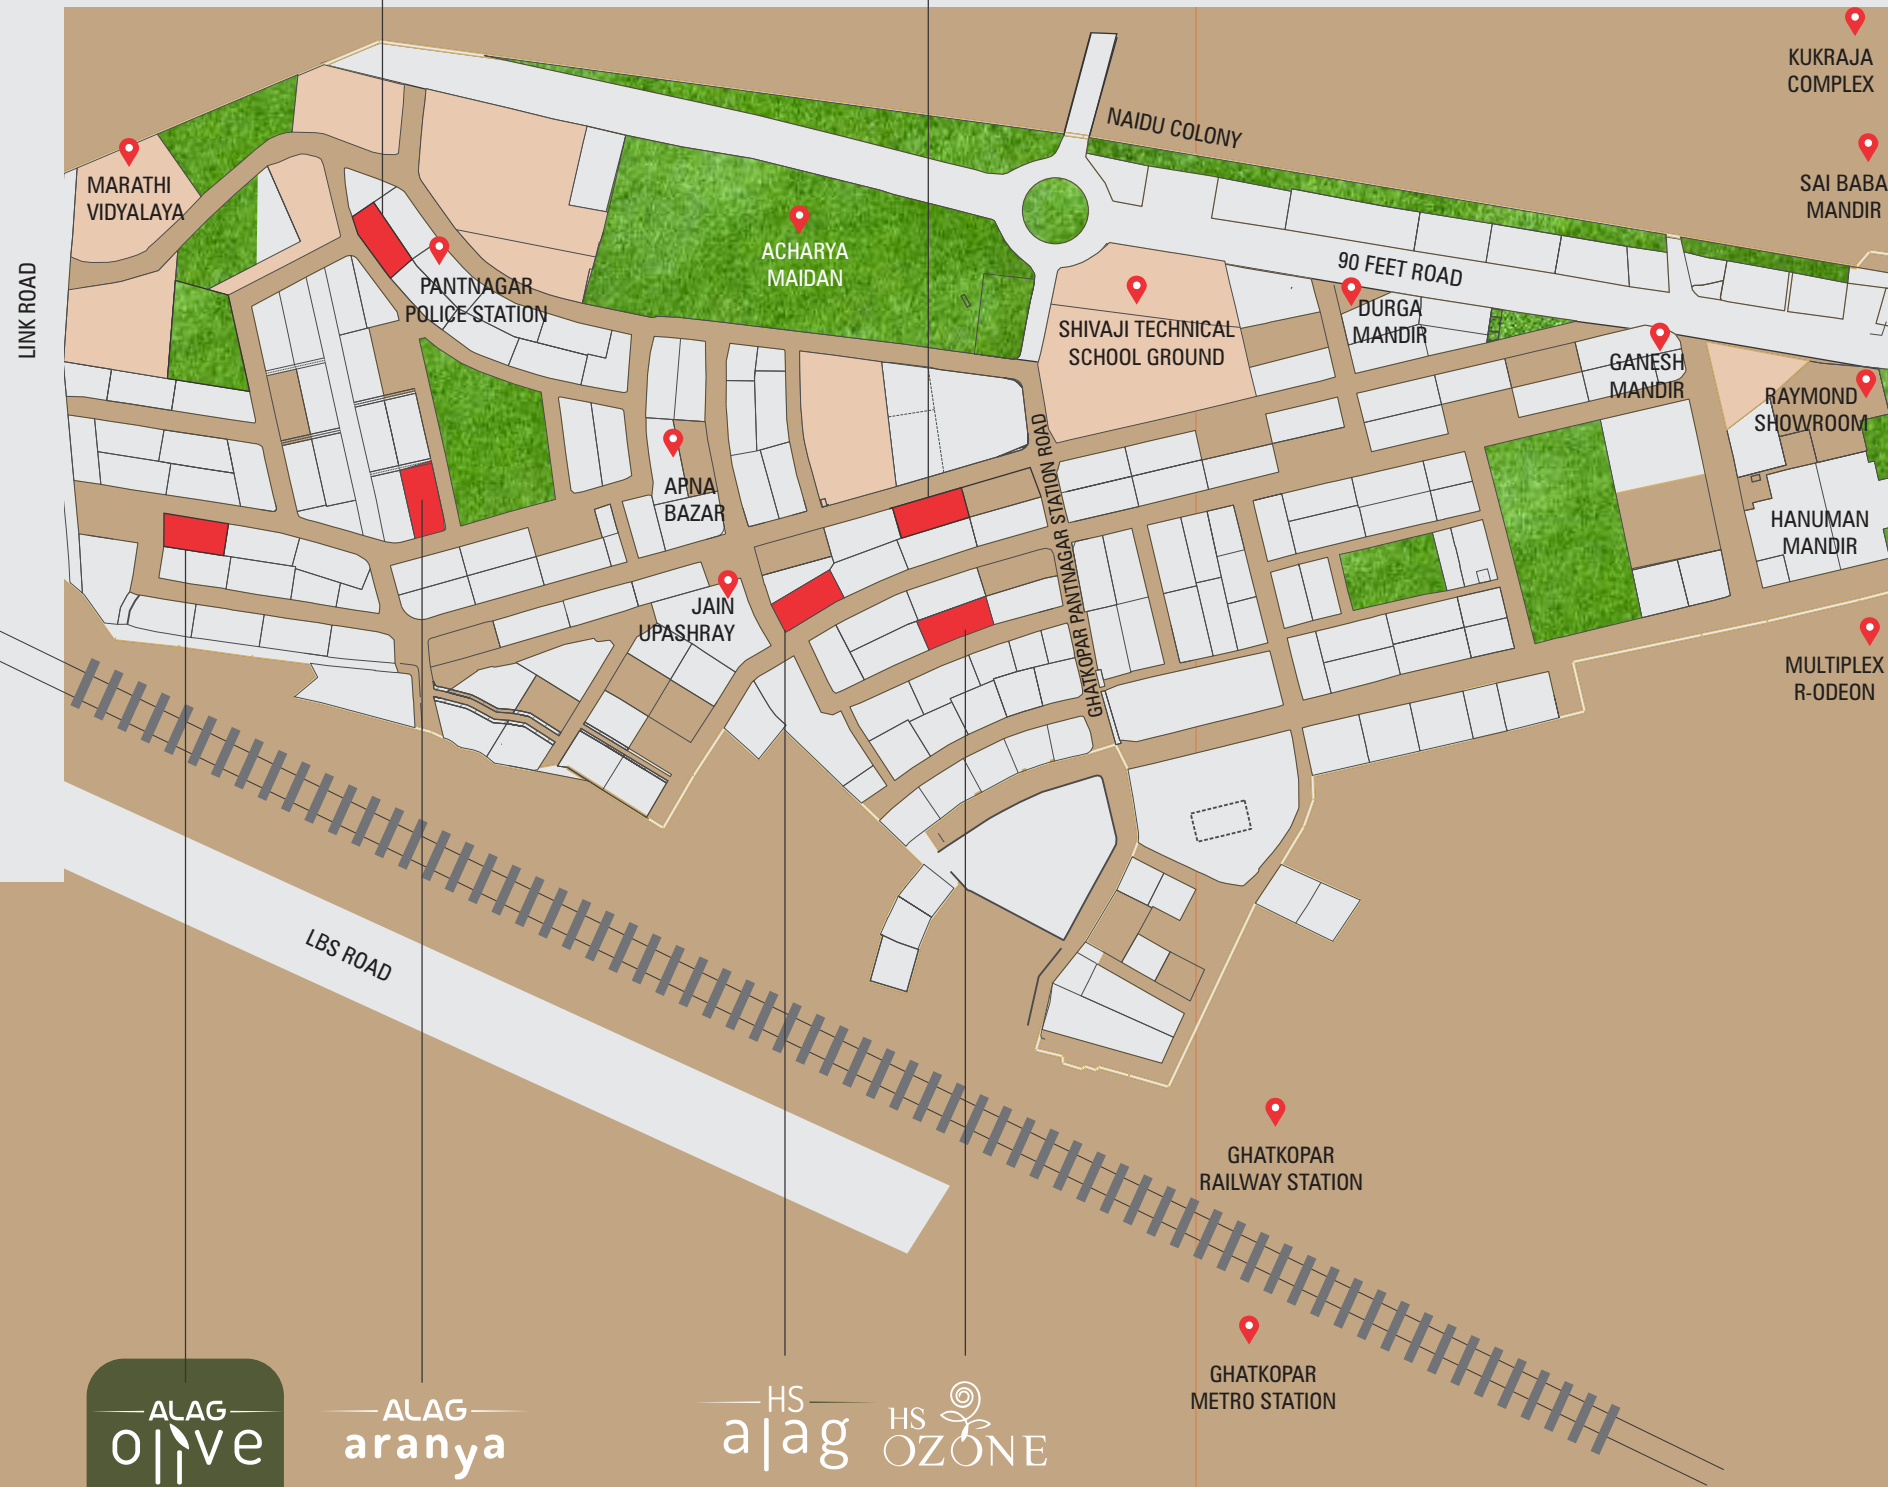 KUKRAJA
COMPLEX
NAIDU COLONY
MARATHI
VIDYALAYA
SAI BABA
MANDIR
ACHARYA
MAIDAN
90 FEET ROAD
LINK ROAD
PANTNAGAR
POLICE STATION
SHIVAJI TECHNICAL
SCHOOL GROUND
DURGA
MANDIR
GANESH
MANDIR
RAYMOND
SHOWROOM
APNA
BAZAR
GHATKOPAR PANTNAGAR STATION ROAD
HANUMAN
MANDIR
JAIN
UPASHRAY
MULTIPLEX
R-ODEON
LBS ROAD
GHATKOPAR
RAILWAY STATION
GHATKOPAR
METRO STATION
ALAG
olive
ALAG
aranya
HS
alag
HS
OZONE